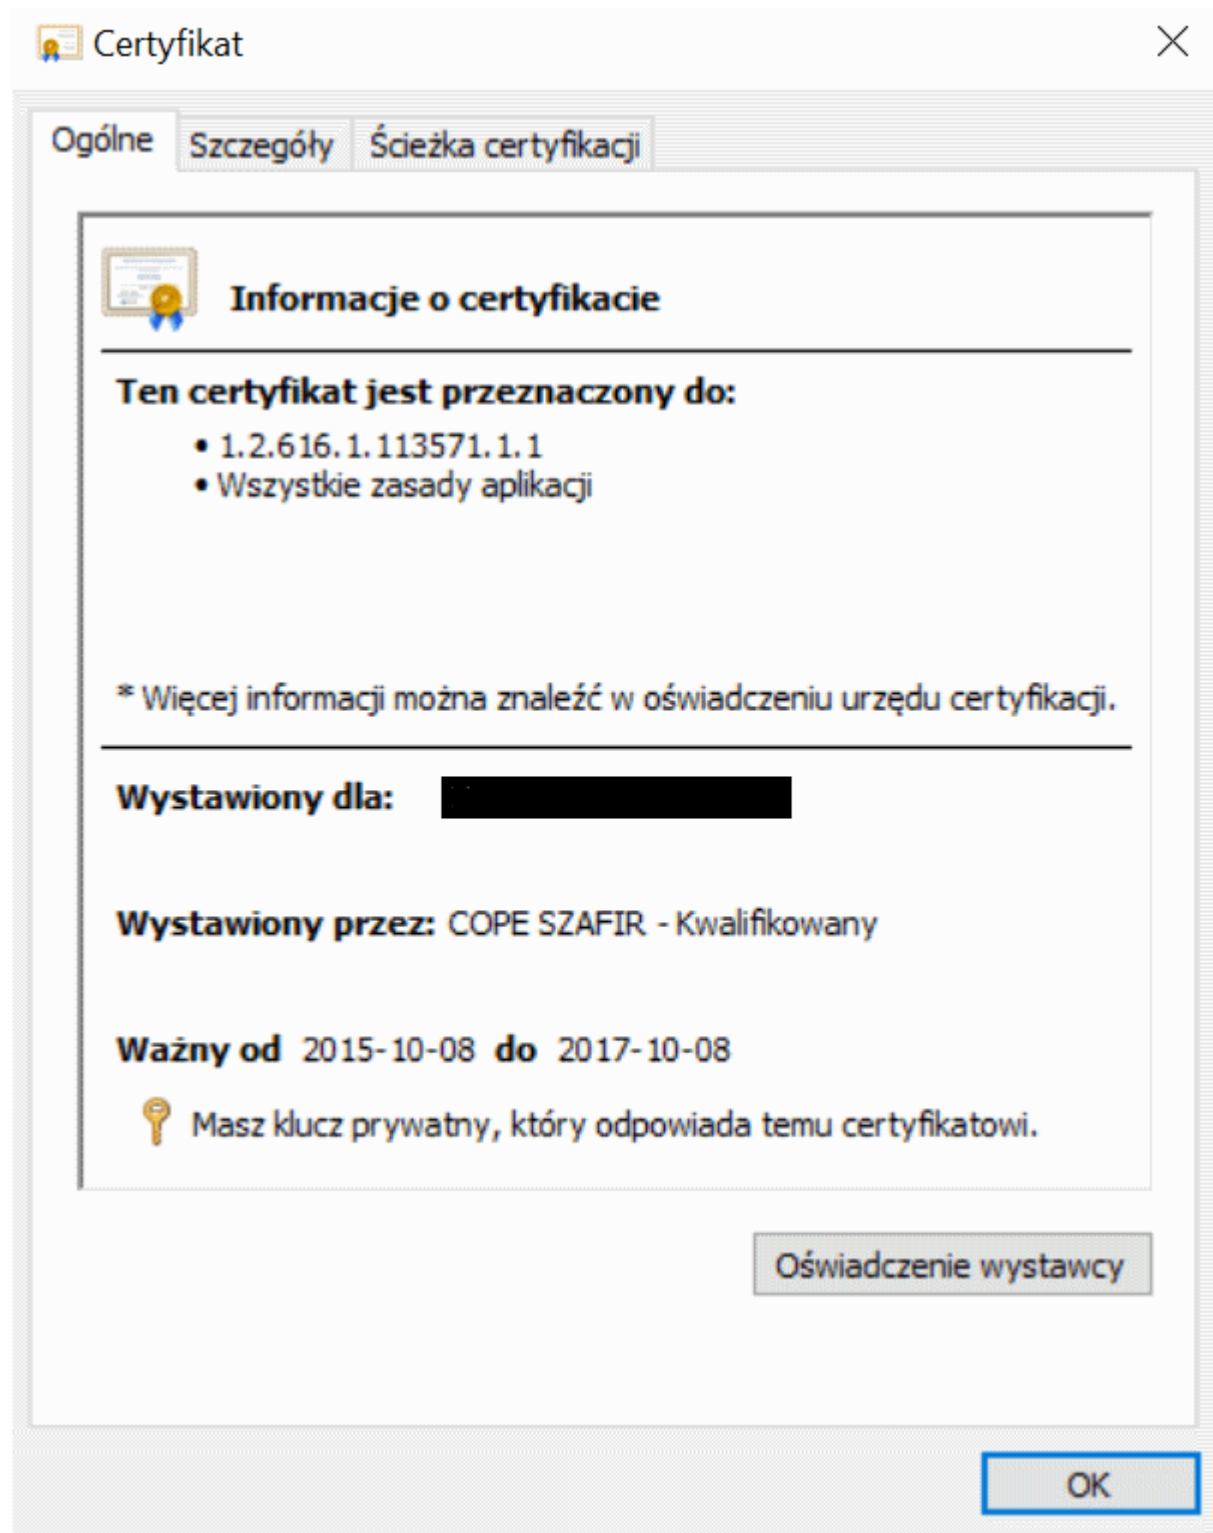 Certyfikat
Ogólne Szczegóły Ścieżka certyfikacji
Informacje o certyfikacie
Ten certyfikat jest przeznaczony do:
• 1.2.616.1.113571.1.1
• Wszystkie zasady aplikacji
* Więcej informacji można znaleźć w oświadczeniu urzędu certyfikacji.
Wystawiony dla:
Wystawiony przez: COPE SZAFIR - Kwalifikowany
Ważny od 2015-10-08 do 2017-10-08
Masz klucz prywatny, który odpowiada temu certyfikatowi.
Oświadczenie wystawcy
OK